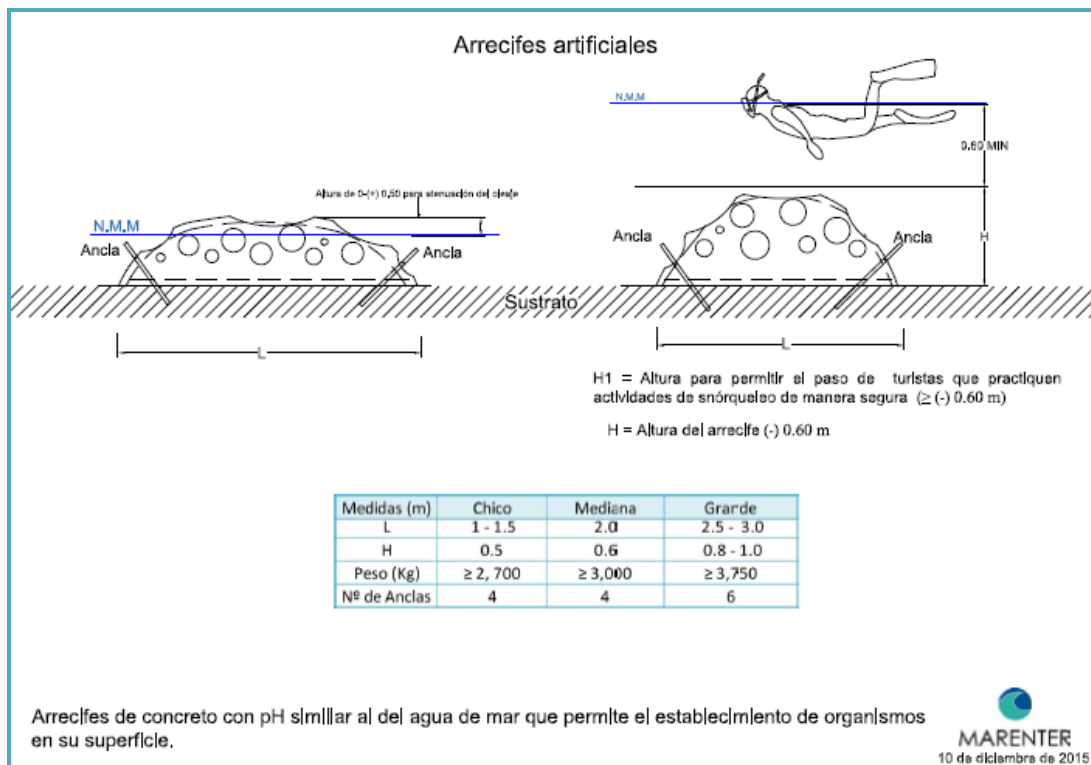 Arrecifes artificiales
N.M.M
0.60 MIN
Altura de 0-(+) 0,50 para atenuación del oleaje
N.M.M
Ancla
Ancla
Ancla
Ancla
H
Sustrato
L
L
H1 = Altura para permitir el paso de turistas que practiquen
actividades de snórqueleo de manera segura (≥ (-) 0.60 m)
H = Altura del arrecife (-) 0.60 m
Medidas (m) Chico Mediana Grande
L 1 - 1.5 2.0 2.5 - 3.0
H 0.5 0.6 0.8 - 1.0
Peso (Kg) ≥ 2, 700 ≥ 3,000 ≥ 3,750
Nº de Anclas 4 4 6
Arrecifes de concreto con pH similar al del agua de mar que permite el establecimiento de organismos
en su superficie.
MARENTER
10 de diciembre de 2015